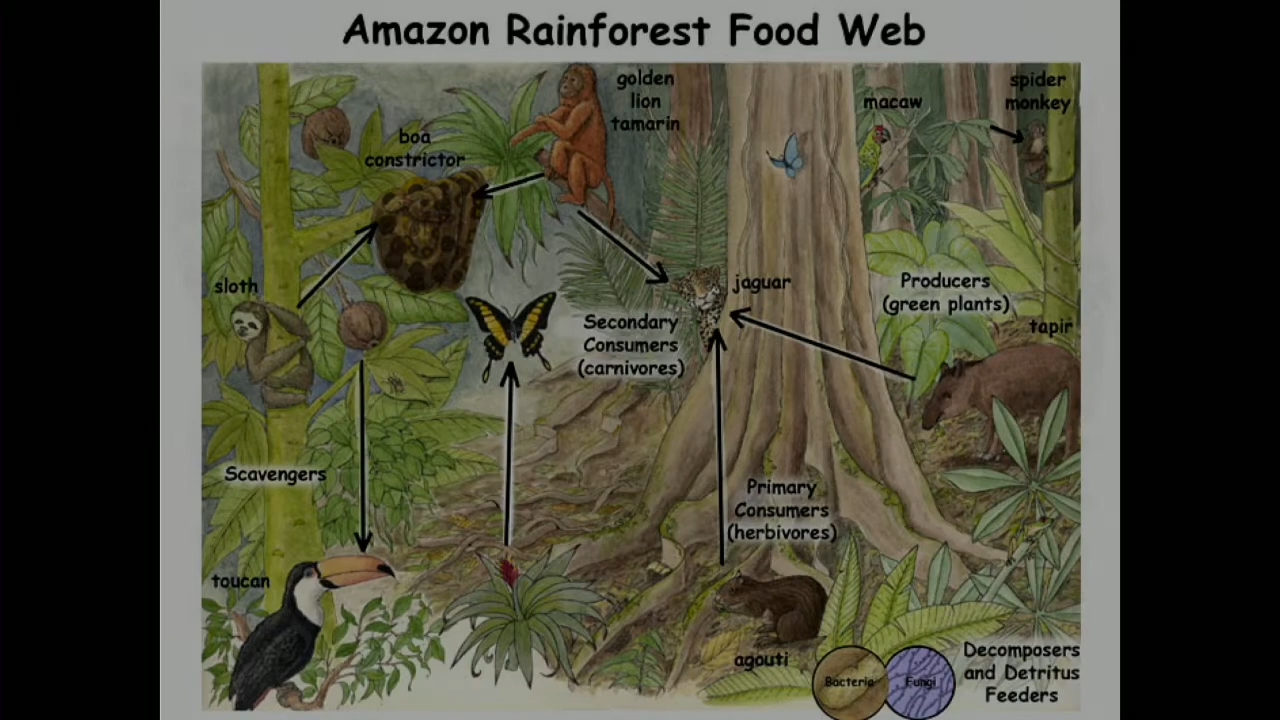 Amazon Rainforest Food Web
golden
lion
tamarin
spider
monkey
macaw
boa
constrictor
sloth
jaguar
Producers
(green plants)
tapir
Secondary
Consumers
(carnivores)
Scavengers
Primary
Consumers
(herbivores)
toucan
agouti
Bacteria
Fungi
Decomposers
and Detritus
Feeders